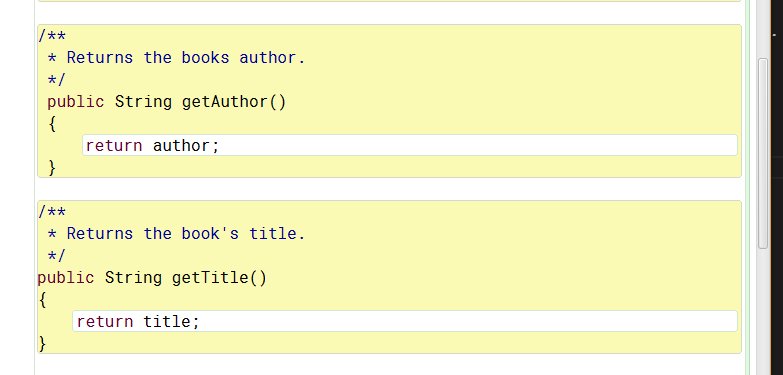 /**
 * Returns the books author.
 */
 public String getAuthor()
 {
     return author;
 }
/**
 * Returns the book's title.
 */
public String getTitle()
{
    return title;
}